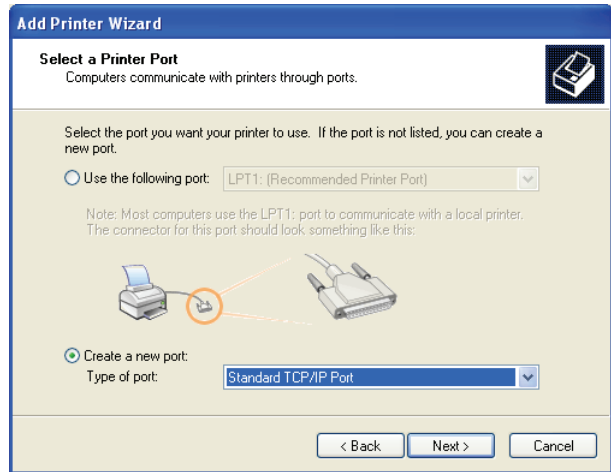 Add Printer Wizard
Select a Printer Port
Computers communicate with printers through ports.
Select the port you want your printer to use.  If the port is not listed, you can create a
new port.
Use the following port: LPT1: (Recommended Printer Port)
Note: Most computers use the LPT1: port to communicate with a local printer.
The connector for this port should look something like this:
Create a new port:
Type of port: Standard TCP/IP Port
< Back Next > Cancel